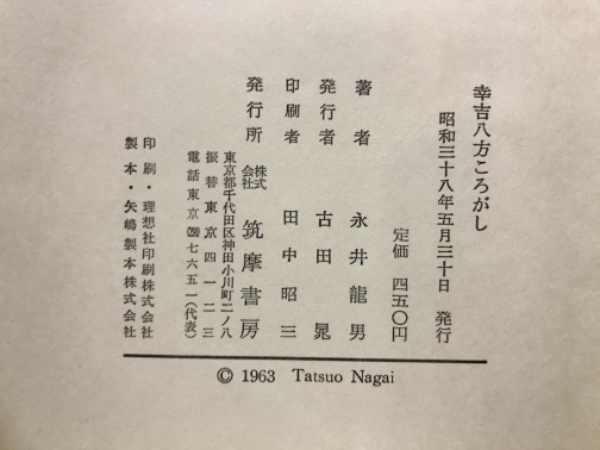 幸吉八方ころがし
昭和三十八年五月三十日 発行
定価 四五〇円
著者 永井龍男
発行者 古田晁
印刷者 田中昭三
発行所 株式会社 筑摩書房
東京都千代田区神田小川町二ノ八
振替東京四一二三
電話東京(291)七六五一(代表)
印刷・理想社印刷株式会社
製本・矢嶋製本株式会社
© 1963 Tatsuo Nagai